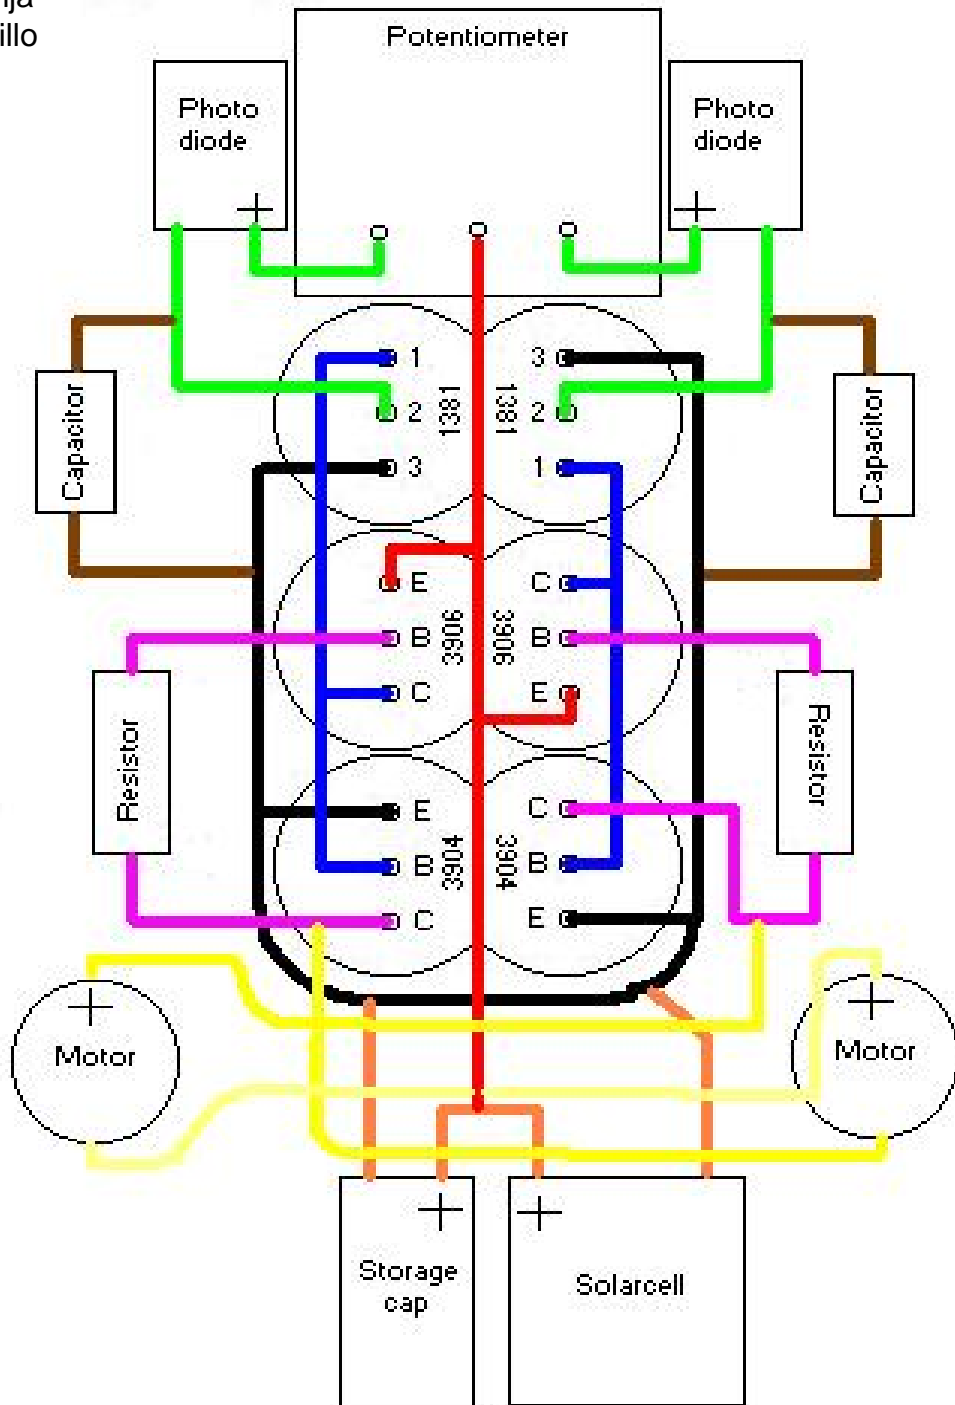 illo
Potentiometer
Photo
diode
+
Photo
diode
+
1
2
3
1381
3
2
1
1381
Capacitor
Capacitor
E
B
C
3906
C
B
E
3906
Resistor
Resistor
E
B
C
3904
C
B
E
3904
+
Motor
+
Motor
+
Storage
cap
+
Solarcell